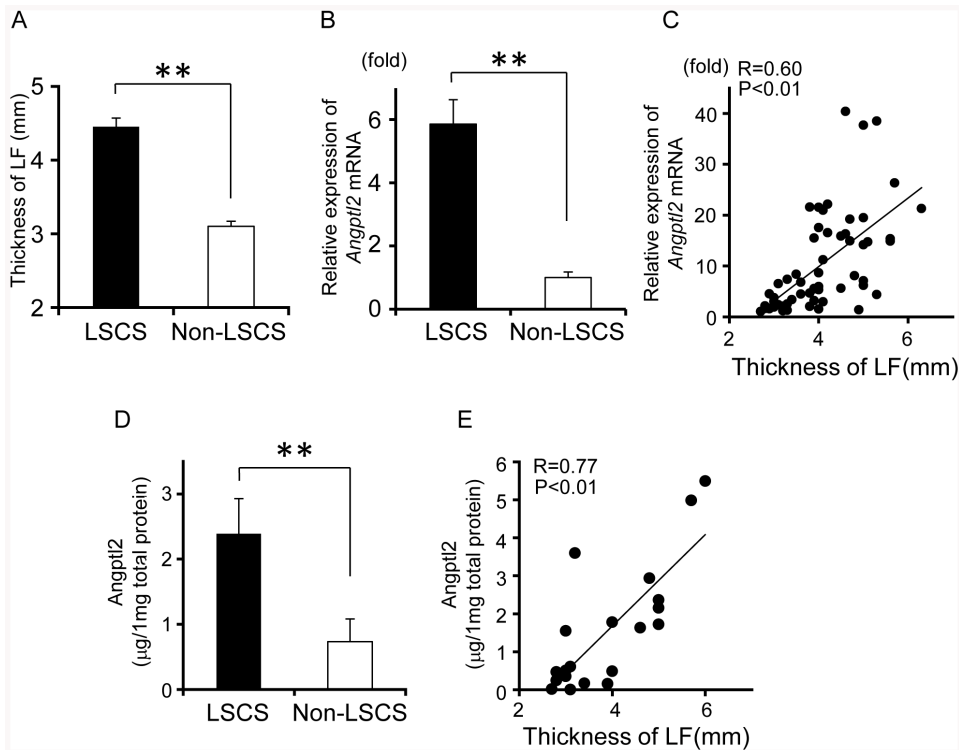 A
Thickness of LF (mm)
5
4
3
2
**
LSCS Non-LSCS
B
(fold)
Relative expression of
Angptl2 mRNA
6
4
2
0
**
LSCS Non-LSCS
C
(fold) R=0.60
P<0.01
Relative expression of
Angptl2 mRNA
40
30
20
10
0
2 4 6
Thickness of LF(mm)
D
Angptl2
(μg/1mg total protein)
3
2
1
0
**
LSCS Non-LSCS
E
R=0.77
P<0.01
Angptl2
(μg/1mg total protein)
6
5
4
3
2
1
0
2 4 6
Thickness of LF(mm)